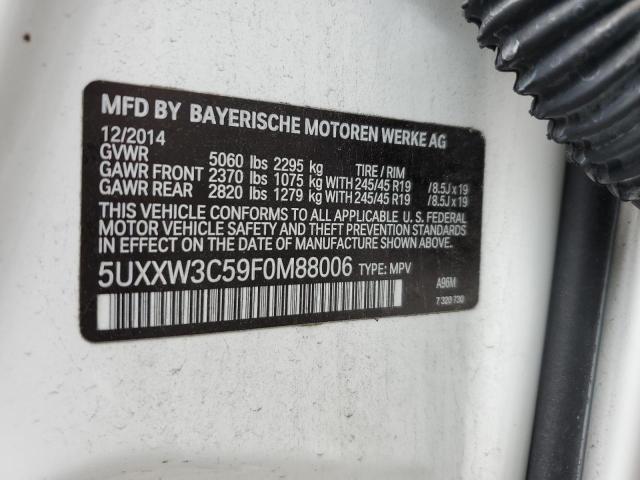 MFD BY BAYERISCHE MOTOREN WERKE AG
12/2014
GVWR 5060 lbs 2295 kg TIRE / RIM
GAWR FRONT 2370 lbs 1075 kg WITH 245/45 R19 /8.5J x 19
GAWR REAR 2820 lbs 1279 kg WITH 245/45 R19 /8.5J x 19
THIS VEHICLE CONFORMS TO ALL APPLICABLE U. S. FEDERAL
MOTOR VEHICLE SAFETY AND THEFT PREVENTION STANDARDS
IN EFFECT ON THE DATE OF MANUFACTURE SHOWN ABOVE.
5UXXW3C59F0M88006 TYPE: MPV
A96M
7 320 730